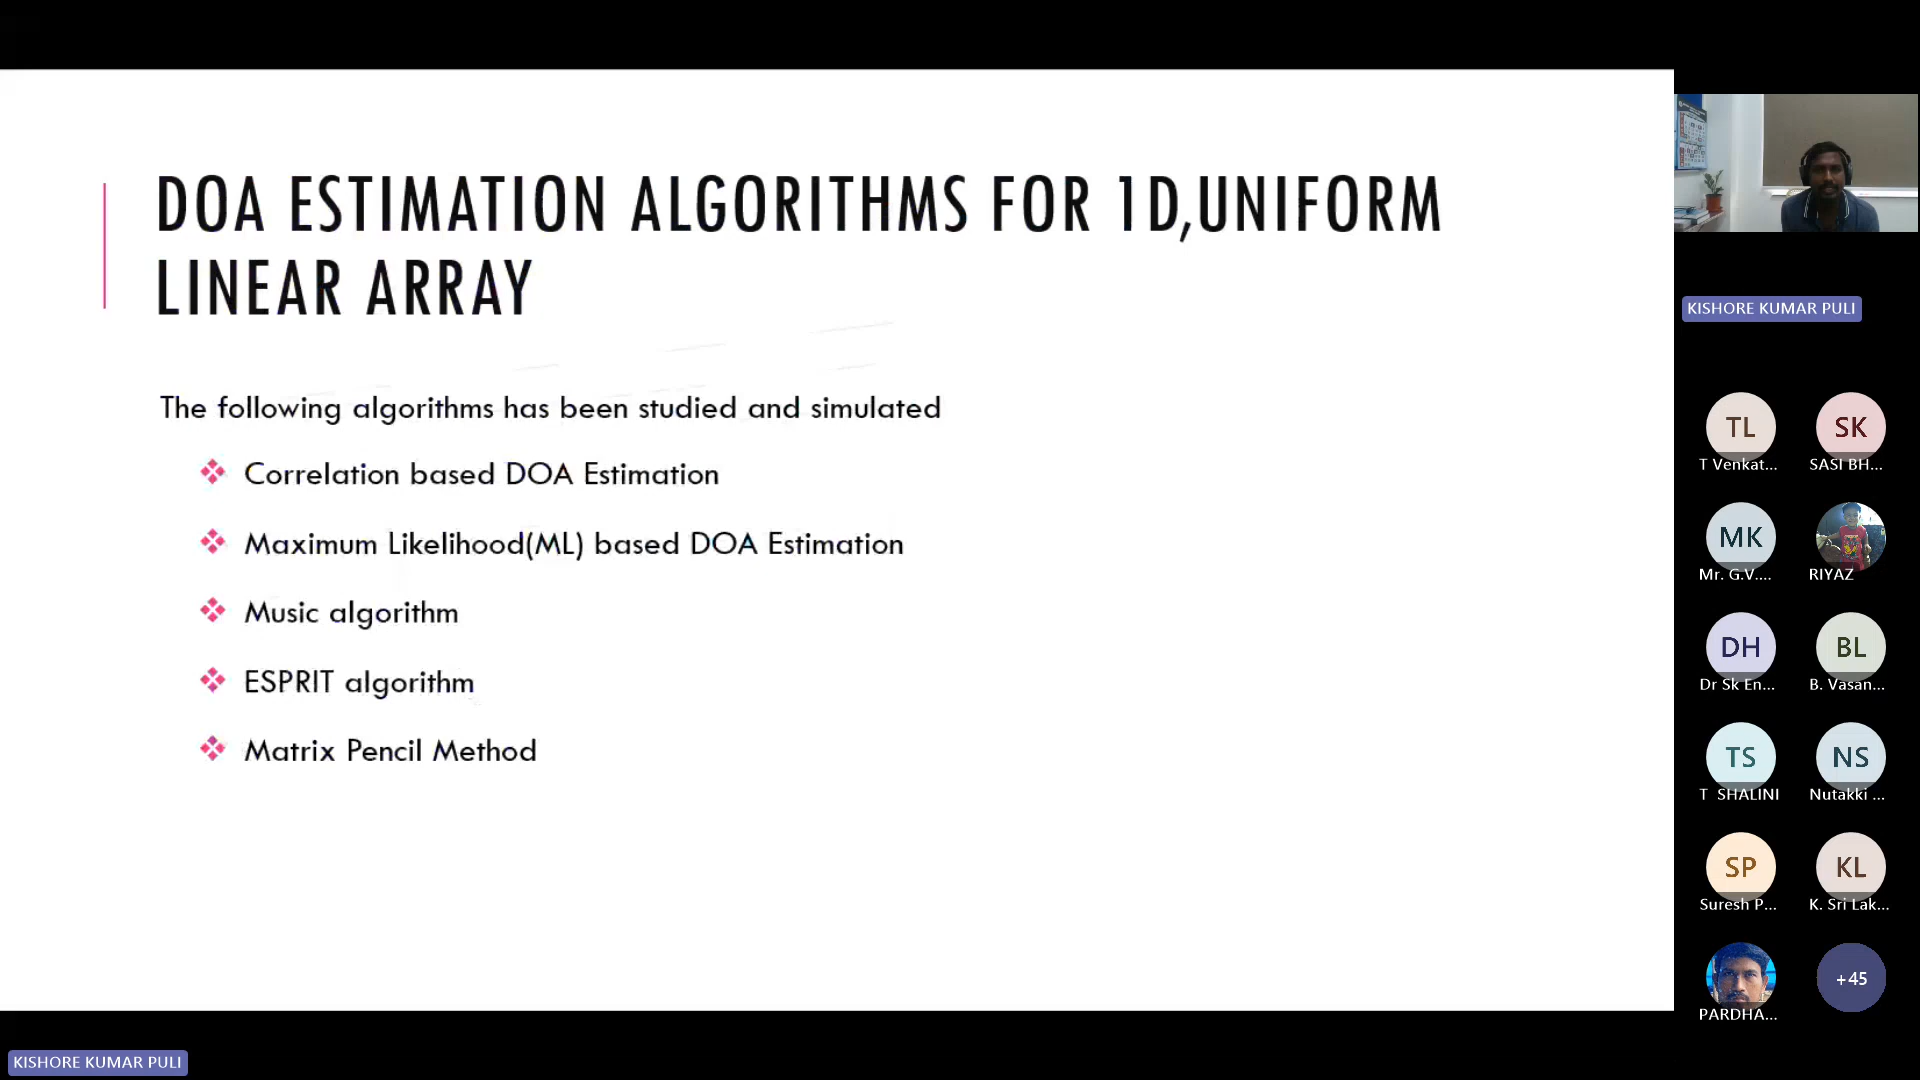 DOA ESTIMATION ALGORITHMS FOR 1D,UNIFORM
LINEAR ARRAY
The following algorithms has been studied and simulated
Correlation based DOA Estimation
Maximum Likelihood(ML) based DOA Estimation
Music algorithm
ESPRIT algorithm
Matrix Pencil Method
KISHORE KUMAR PULI
TL
T Venkat...
SK
SASI BH...
MK
Mr. G.V....
RIYAZ
DH
Dr Sk En...
BL
B. Vasan...
TS
T SHALINI
NS
Nutakki ...
SP
Suresh P...
KL
K. Sri Lak...
PARDHA...
+45
KISHORE KUMAR PULI